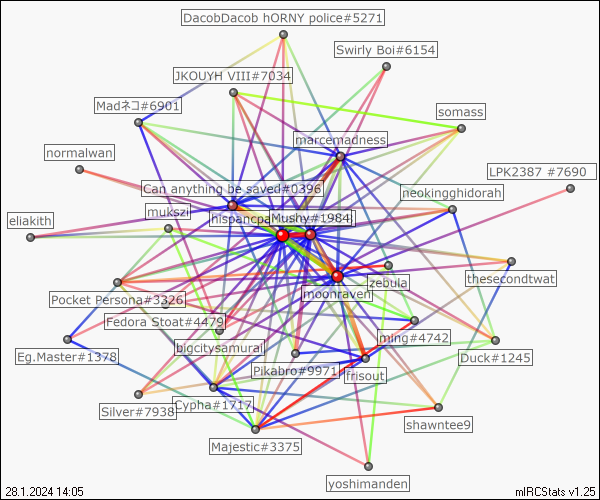 DacobDacob hORNY police#5271
Swirly Boi#6154
JKOUYH VIII#7034
Madネコ#6901
somass
marcemadness
normalwan
LPK2387 #7690
Can anything be saved#0396
neokingghidorah
mukszil
hispancpa
Mushy#1984
eliakith
zebula
thesecondtwat
moonraven
Pocket Persona#3326
Fedora Stoat#4479
ming#4742
bigcitysamurai
Eg.Master#1378
Duck#1245
Pikabro#9971
frisout
Silver#7938
Cypha#1717
shawntee9
Majestic#3375
yoshimanden
28.1.2024 14:05
mIRCStats v1.25